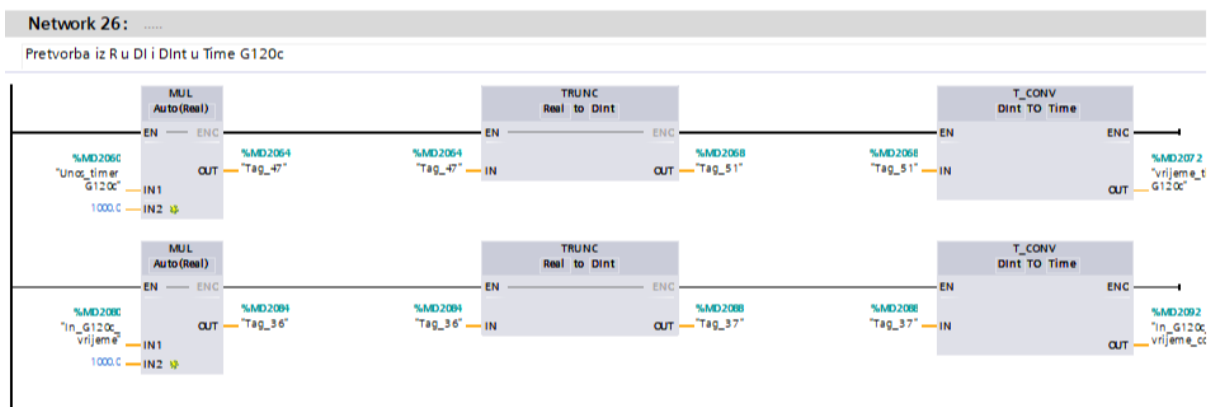 Network 26: .....
Pretvorba iz R u DI i DInt u Time G120c
MUL
Auto(Real)
TRUNC
Real to DInt
T_CONV
DInt TO Time
EN ENO
EN ENO
EN ENO
%MD2060
"Unos_timer
G120c"
IN1
1000.0
IN2
OUT
%MD2064
"Tag_47"
%MD2064
"Tag_47"
IN
OUT
%MD2068
"Tag_51"
%MD2068
"Tag_51"
IN
OUT
%MD2072
"vrijeme_t
G120c"
MUL
Auto(Real)
TRUNC
Real to DInt
T_CONV
DInt TO Time
EN ENO
EN ENO
EN ENO
%MD2080
"In_G120c_
vrijeme"
IN1
1000.0
IN2
OUT
%MD2084
"Tag_36"
%MD2084
"Tag_36"
IN
OUT
%MD2088
"Tag_37"
%MD2088
"Tag_37"
IN
OUT
%MD2092
"In_G120c_
vrijeme_co